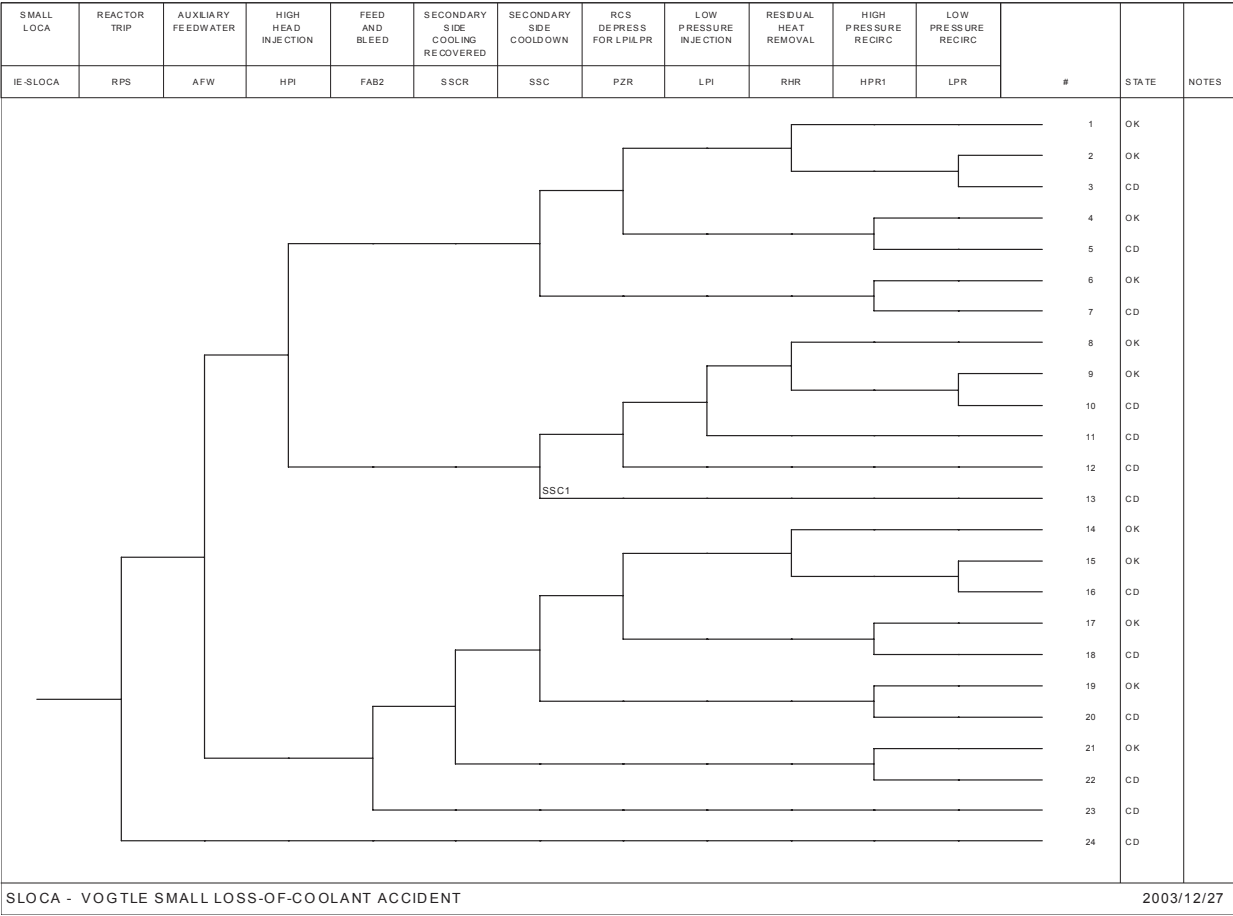 SMALL LOCA
REACTOR TRIP
AUXILIARY FEEDWATER
HIGH HEAD INJECTION
FEED AND BLEED
SECONDARY SIDE COOLING RECOVERED
SECONDARY SIDE COOLDOWN
RCS DEPRESS FOR LPI/LPR
LOW PRESSURE INJECTION
RESIDUAL HEAT REMOVAL
HIGH PRESSURE RECIRC
LOW PRESSURE RECIRC
IE-SLOCA RPS AFW HPI FAB2 SSCR SSC PZR LPI RHR HPR1 LPR # STATE NOTES
1 OK
2 OK
3 CD
4 OK
5 CD
6 OK
7 CD
8 OK
9 OK
10 CD
11 CD
12 CD
SSC1
13 CD
14 OK
15 OK
16 CD
17 OK
18 CD
19 OK
20 CD
21 OK
22 CD
23 CD
24 CD
SLOCA - VOGTLE SMALL LOSS-OF-COOLANT ACCIDENT 2003/12/27